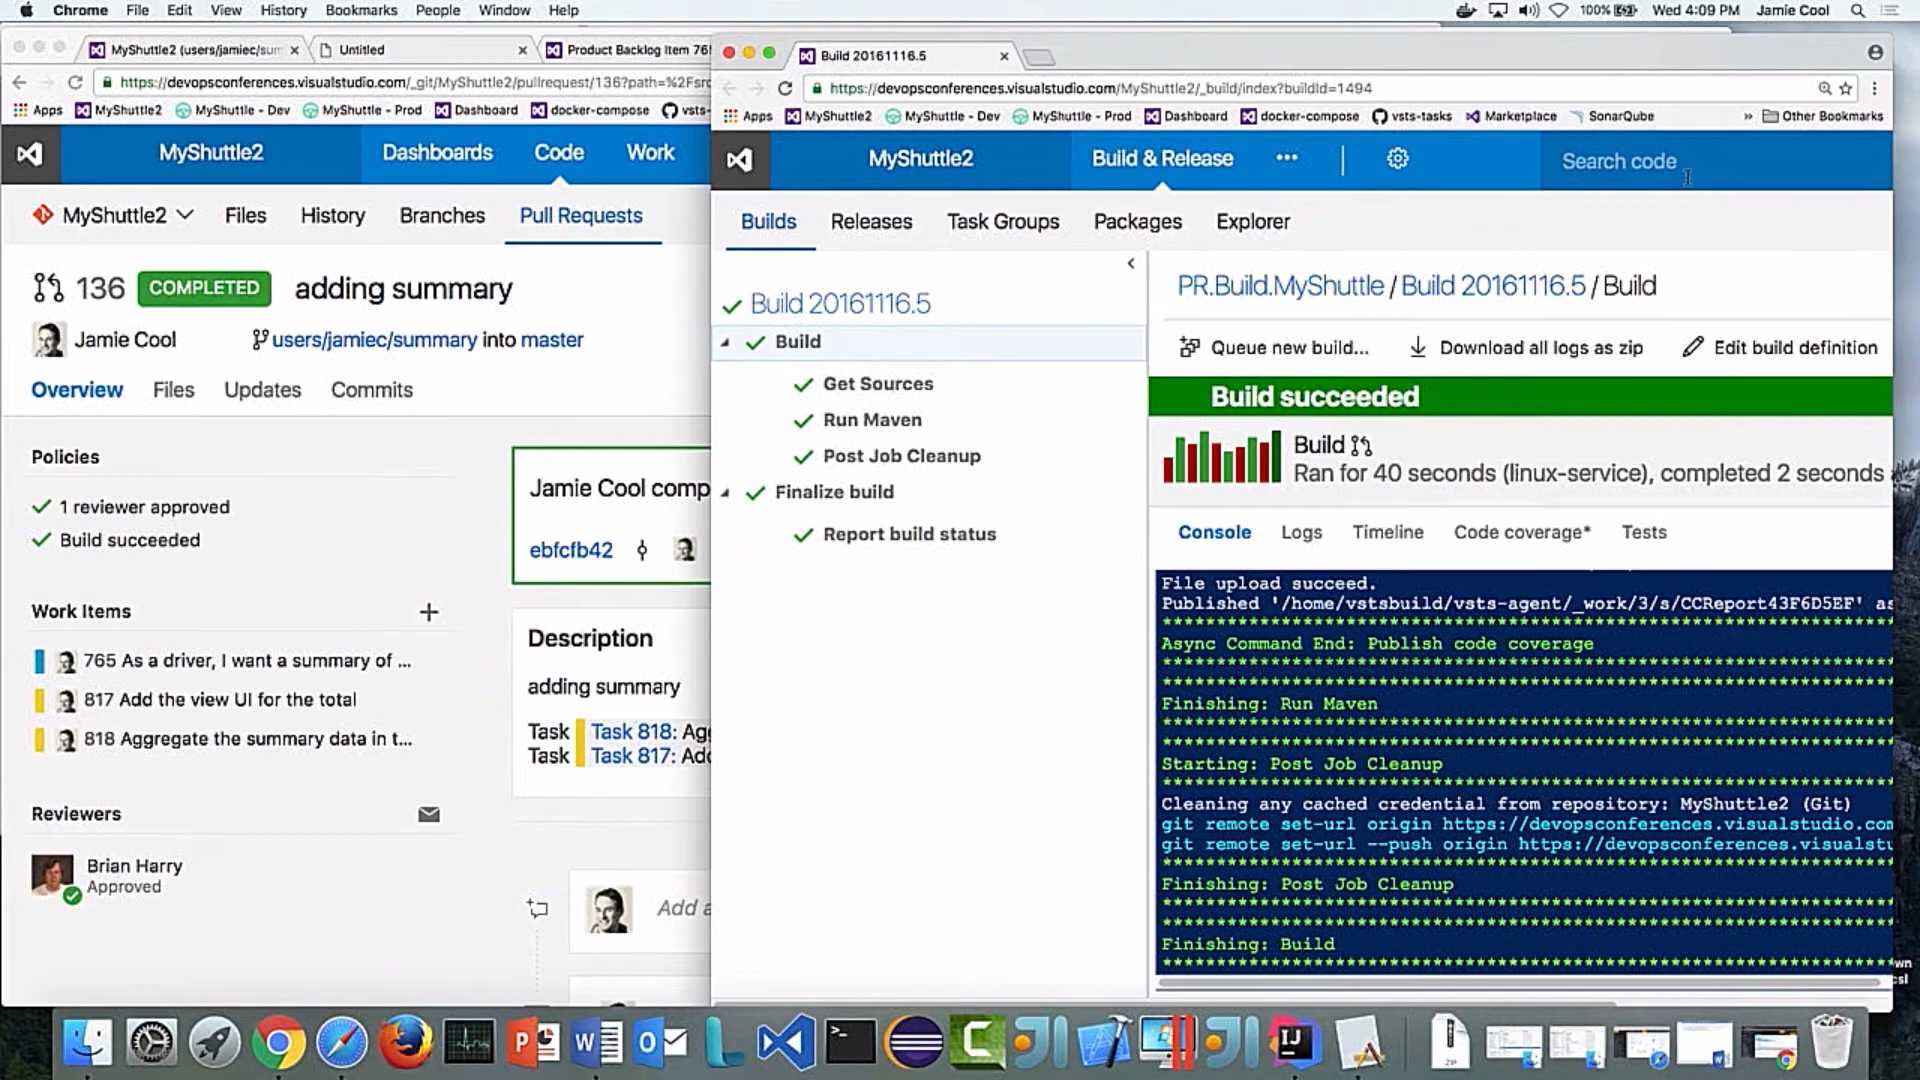 Chrome File Edit View History Bookmarks People Window Help
100% Wed 4:09 PM Jamie Cool
MyShuttle2 (users/jamiec/sum
Untitled
Product Backlog Item 765
https://devopsconferences.visualstudio.com/_git/MyShuttle2/pullrequest/136?path=%2Fsrc
Apps MyShuttle2 MyShuttle - Dev MyShuttle - Prod Dashboard docker-compose vsts-
MyShuttle2 Dashboards Code Work
MyShuttle2 Files History Branches Pull Requests
136 COMPLETED adding summary
Jamie Cool users/jamiec/summary into master
Overview Files Updates Commits
Policies
1 reviewer approved
Build succeeded
Work Items
765 As a driver, I want a summary of ...
817 Add the view UI for the total
818 Aggregate the summary data in t...
Reviewers
Brian Harry
Approved
Jamie Cool comp
ebfcfb42
Description
adding summary
Task Task 818: Agg
Task Task 817: Add
Add a
Build 20161116.5
https://devopsconferences.visualstudio.com/MyShuttle2/_build/index?buildId=1494
Apps MyShuttle2 MyShuttle - Dev MyShuttle - Prod Dashboard docker-compose vsts-tasks Marketplace SonarQube » Other Bookmarks
MyShuttle2 Build & Release ••• Search code
Builds Releases Task Groups Packages Explorer
Build 20161116.5
Build
Get Sources
Run Maven
Post Job Cleanup
Finalize build
Report build status
PR.Build.MyShuttle / Build 20161116.5 / Build
Queue new build... Download all logs as zip Edit build definition
Build succeeded
Build
Ran for 40 seconds (linux-service), completed 2 seconds
Console Logs Timeline Code coverage* Tests
File upload succeed.
Published '/home/vstsbuild/vsts-agent/_work/3/s/CCReport43F6D5EF' as
Async Command End: Publish code coverage
Finishing: Run Maven
Starting: Post Job Cleanup
Cleaning any cached credential from repository: MyShuttle2 (Git)
git remote set-url origin https://devopsconferences.visualstudio.com
git remote set-url --push origin https://devopsconferences.visualstu
Finishing: Post Job Cleanup
Finishing: Build